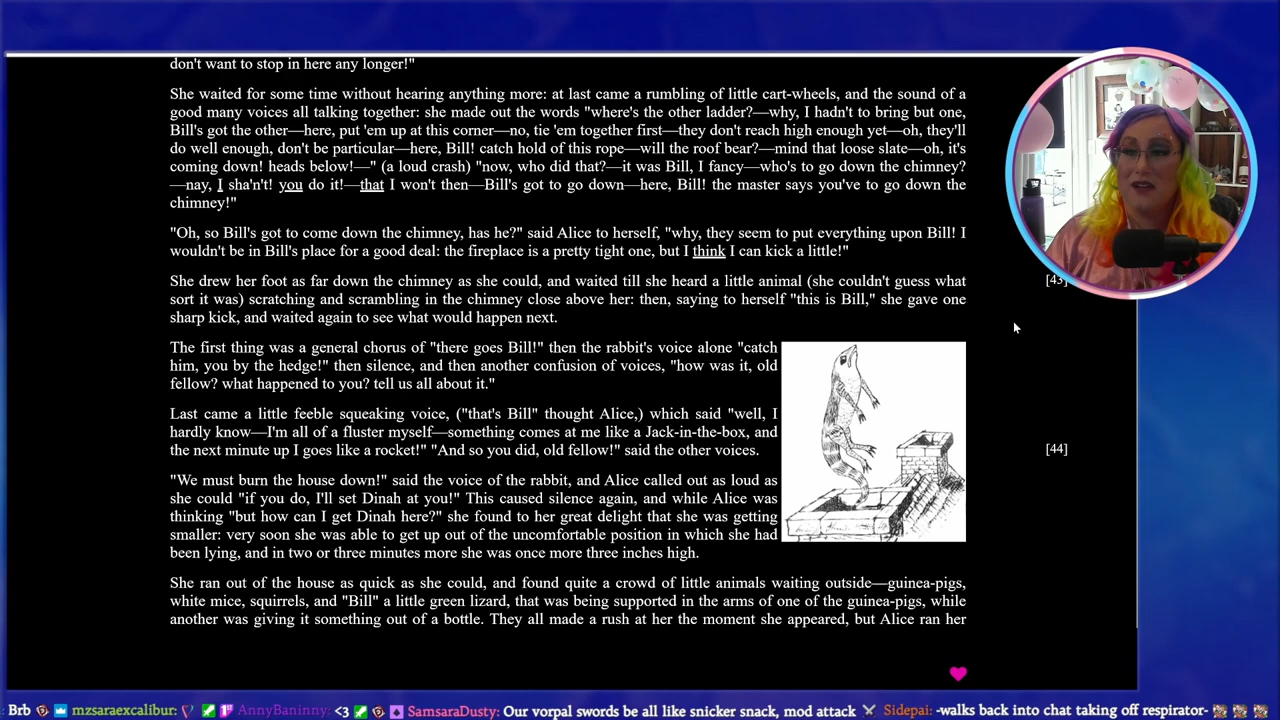 don't want to stop in here any longer!"
She waited for some time without hearing anything more: at last came a rumbling of little cart-wheels, and the sound of a
good many voices all talking together: she made out the words "where's the other ladder?—why, I hadn't to bring but one,
Bill's got the other—here, put 'em up at this corner—no, tie 'em together first—they don't reach high enough yet—oh, they'll
do well enough, don't be particular—here, Bill! catch hold of this rope—will the roof bear?—mind that loose slate—oh, it's
coming down! heads below!—" (a loud crash) "now, who did that?—it was Bill, I fancy—who's to go down the chimney?
—nay, I sha'n't! you do it!—that I won't then—Bill's got to go down—here, Bill! the master says you've to go down the
chimney!"
"Oh, so Bill's got to come down the chimney, has he?" said Alice to herself, "why, they seem to put everything upon Bill! I
wouldn't be in Bill's place for a good deal: the fireplace is a pretty tight one, but I think I can kick a little!"
She drew her foot as far down the chimney as she could, and waited till she heard a little animal (she couldn't guess what
[43]
sort it was) scratching and scrambling in the chimney close above her: then, saying to herself "this is Bill," she gave one
sharp kick, and waited again to see what would happen next.
The first thing was a general chorus of "there goes Bill!" then the rabbit's voice alone "catch
him, you by the hedge!" then silence, and then another confusion of voices, "how was it, old
fellow? what happened to you? tell us all about it."
Last came a little feeble squeaking voice, ("that's Bill" thought Alice,) which said "well, I
hardly know—I'm all of a fluster myself—something comes at me like a Jack-in-the-box, and
the next minute up I goes like a rocket!" "And so you did, old fellow!" said the other voices.
[44]
"We must burn the house down!" said the voice of the rabbit, and Alice called out as loud as
she could "if you do, I'll set Dinah at you!" This caused silence again, and while Alice was
thinking "but how can I get Dinah here?" she found to her great delight that she was getting
smaller: very soon she was able to get up out of the uncomfortable position in which she had
been lying, and in two or three minutes more she was once more three inches high.
She ran out of the house as quick as she could, and found quite a crowd of little animals waiting outside—guinea-pigs,
white mice, squirrels, and "Bill" a little green lizard, that was being supported in the arms of one of the guinea-pigs, while
another was giving it something out of a bottle. They all made a rush at her the moment she appeared, but Alice ran her
: Brb mzsaraexcalibur: AnnyBaninny: <3 SamsaraDusty: Our vorpal swords be all like snicker snack, mod attack Sidepai: -walks back into chat taking off respirator-